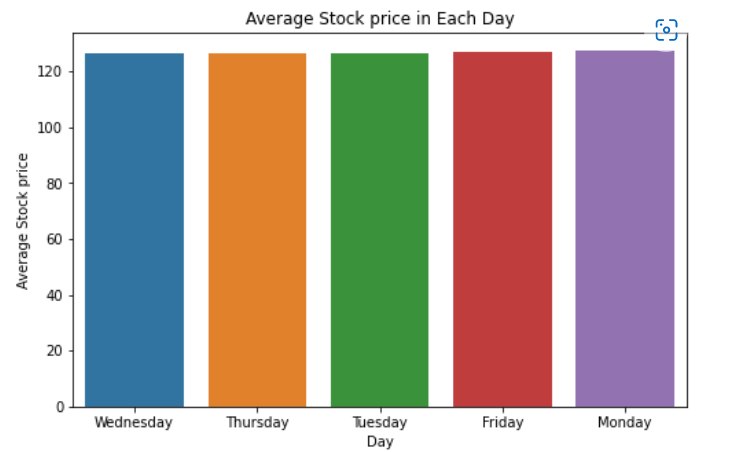 Average Stock price in Each Day
Average Stock price
120
100
80
60
40
20
0
Wednesday Thursday Tuesday Friday Monday
Day